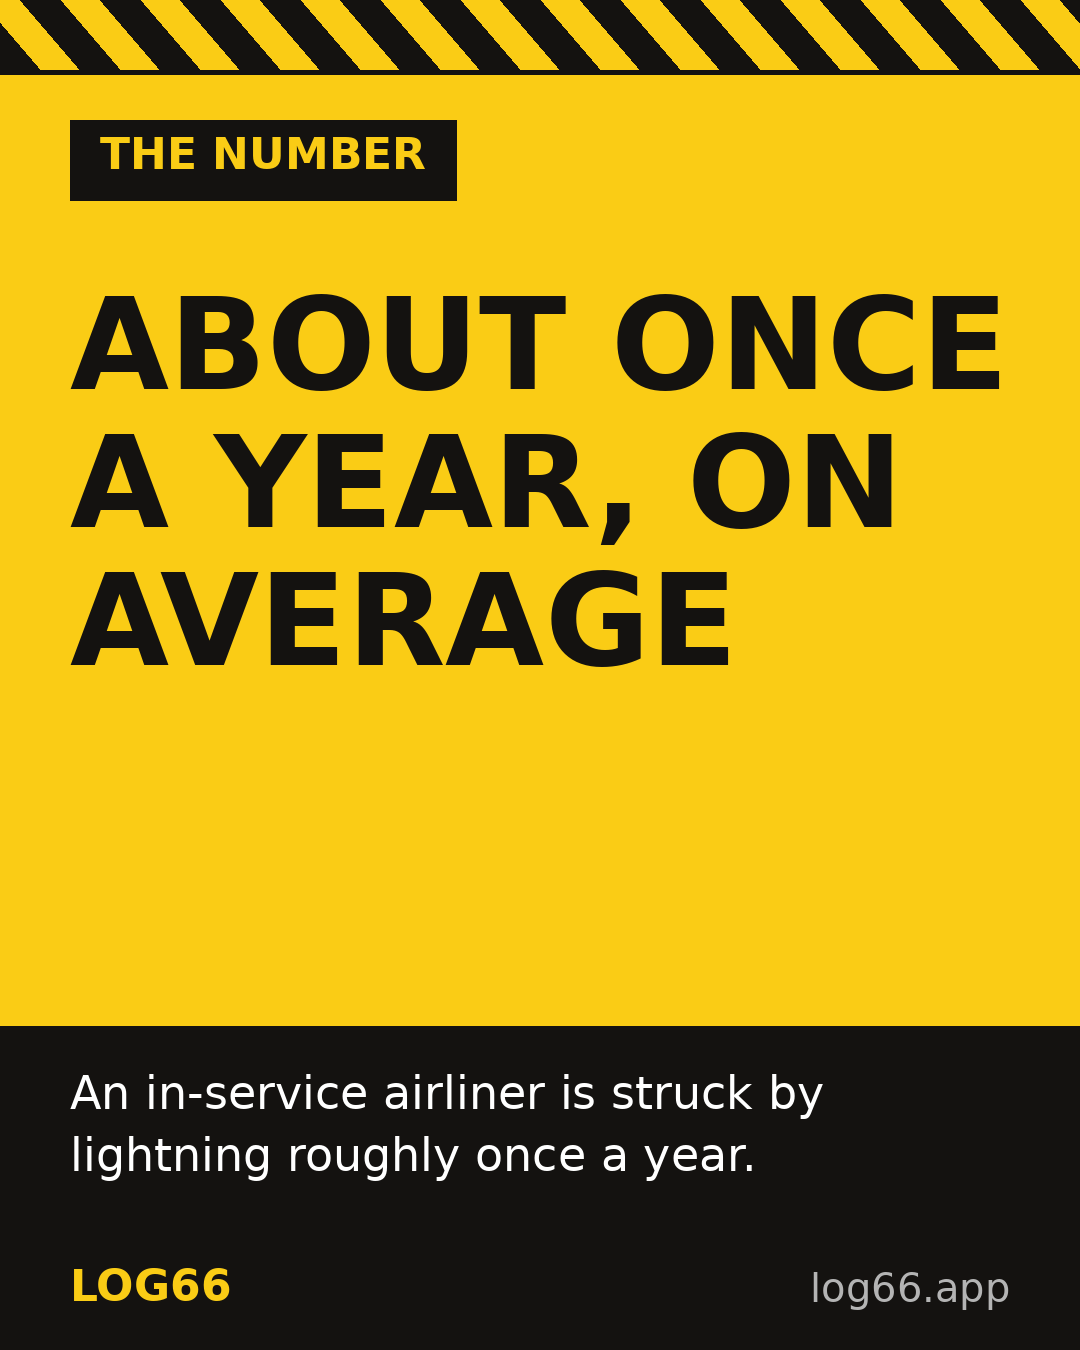 THE NUMBER
ABOUT ONCE
A YEAR, ON
AVERAGE
An in-service airliner is struck by
lightning roughly once a year.
LOG66
log66.app